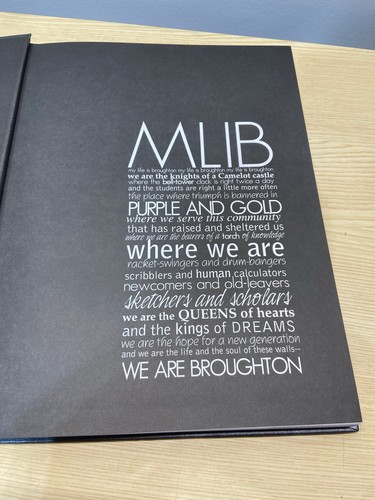 MLIB
my life is broughton my life is broughton my life is broughton
we are the knights of a Camelot castle
where the bell-tower clock is right twice a day
and the students are right a little more often
the place where triumph is bannered in
PURPLE AND GOLD
where we serve this community
that has raised and sheltered us
where we are the bearers of a torch of knowledge
where we are
racket-swingers and drum-bangers
scribblers and human calculators
newcomers and old-leavers
sketchers and scholars
we are the QUEENS of hearts
and the kings of DREAMS
we are the hope for a new generation
and we are the life and the soul of these walls—
WE ARE BROUGHTON